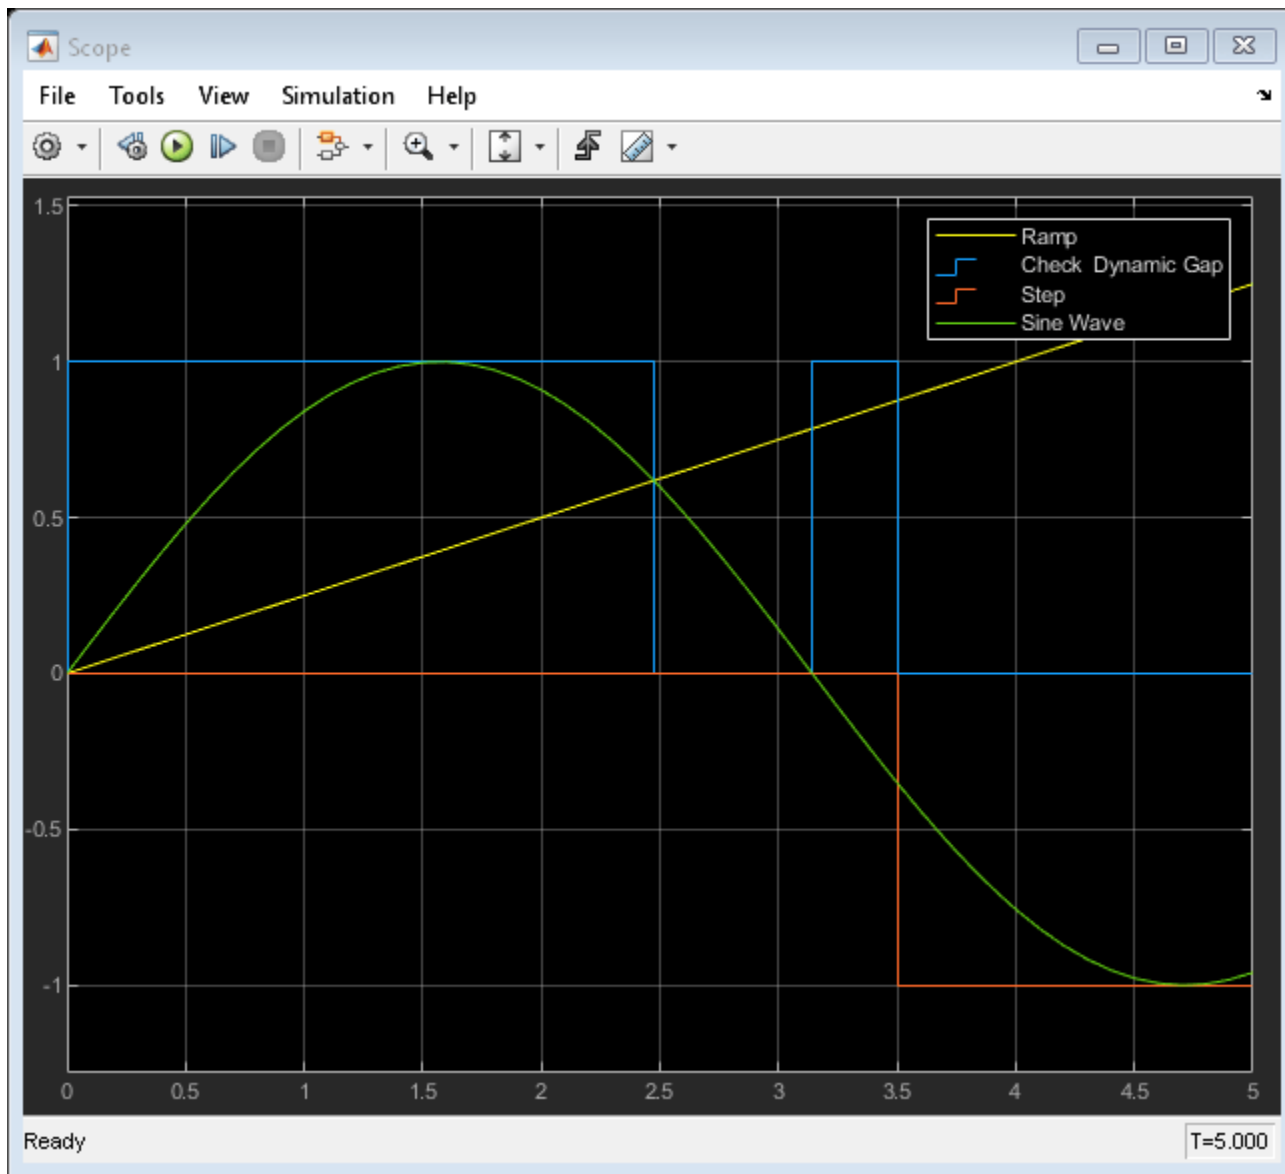 Scope
File Tools View Simulation Help
1.5
1
0.5
0
-0.5
-1
Ramp
Check Dynamic Gap
Step
Sine Wave
0 0.5 1 1.5 2 2.5 3 3.5 4 4.5 5
Ready T=5.000